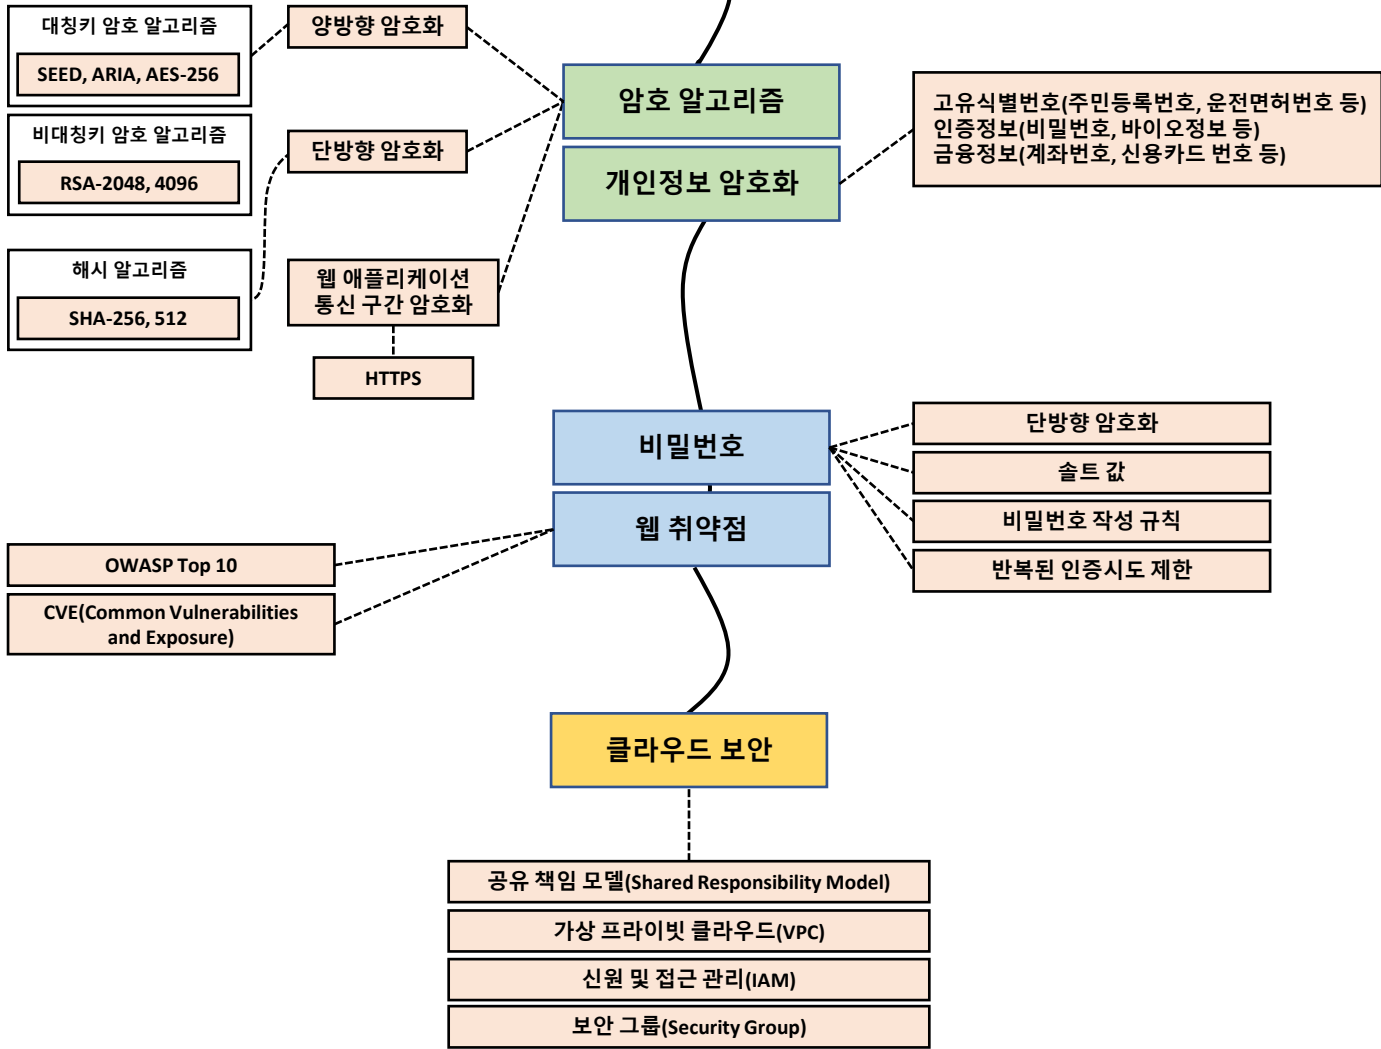 대칭키 암호 알고리즘
SEED, ARIA, AES-256
비대칭키 암호 알고리즘
RSA-2048, 4096
해시 알고리즘
SHA-256, 512
양방향 암호화
단방향 암호화
웹 애플리케이션
통신 구간 암호화
HTTPS
암호 알고리즘
개인정보 암호화
고유식별번호(주민등록번호, 운전면허번호 등)
인증정보(비밀번호, 바이오정보 등)
금융정보(계좌번호, 신용카드 번호 등)
비밀번호
웹 취약점
단방향 암호화
솔트 값
비밀번호 작성 규칙
반복된 인증시도 제한
OWASP Top 10
CVE(Common Vulnerabilities
and Exposure)
클라우드 보안
공유 책임 모델(Shared Responsibility Model)
가상 프라이빗 클라우드(VPC)
신원 및 접근 관리(IAM)
보안 그룹(Security Group)